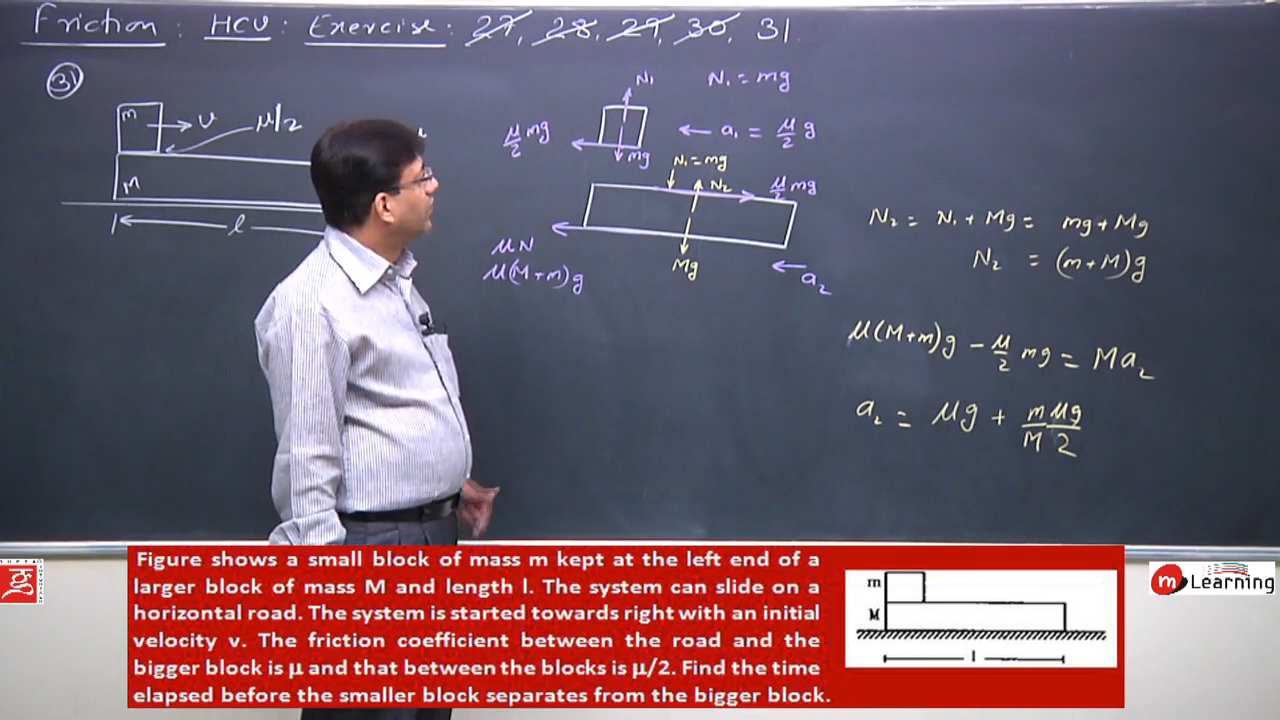 Friction : HCV : Exercise : 27, 28, 29, 30, 31.
31
m
v
μ/2
M
l
N₁
N₁ = mg
μ/2 mg
mg
a₁ = μ/2 g
N₁ = mg
N₂
μ/2 mg
μN
μ(M+m)g
Mg
a₂
N₂ = N₁ + Mg = mg + Mg
N₂ = (m+M)g
μ(M+m)g - μ/2 mg = Ma₂
a₂ = μg + m/M μg/2
Figure shows a small block of mass m kept at the left end of a
larger block of mass M and length l. The system can slide on a
horizontal road. The system is started towards right with an initial
velocity v. The friction coefficient between the road and the
bigger block is μ and that between the blocks is μ/2. Find the time
elapsed before the smaller block separates from the bigger block.
m
M
l
m Learning